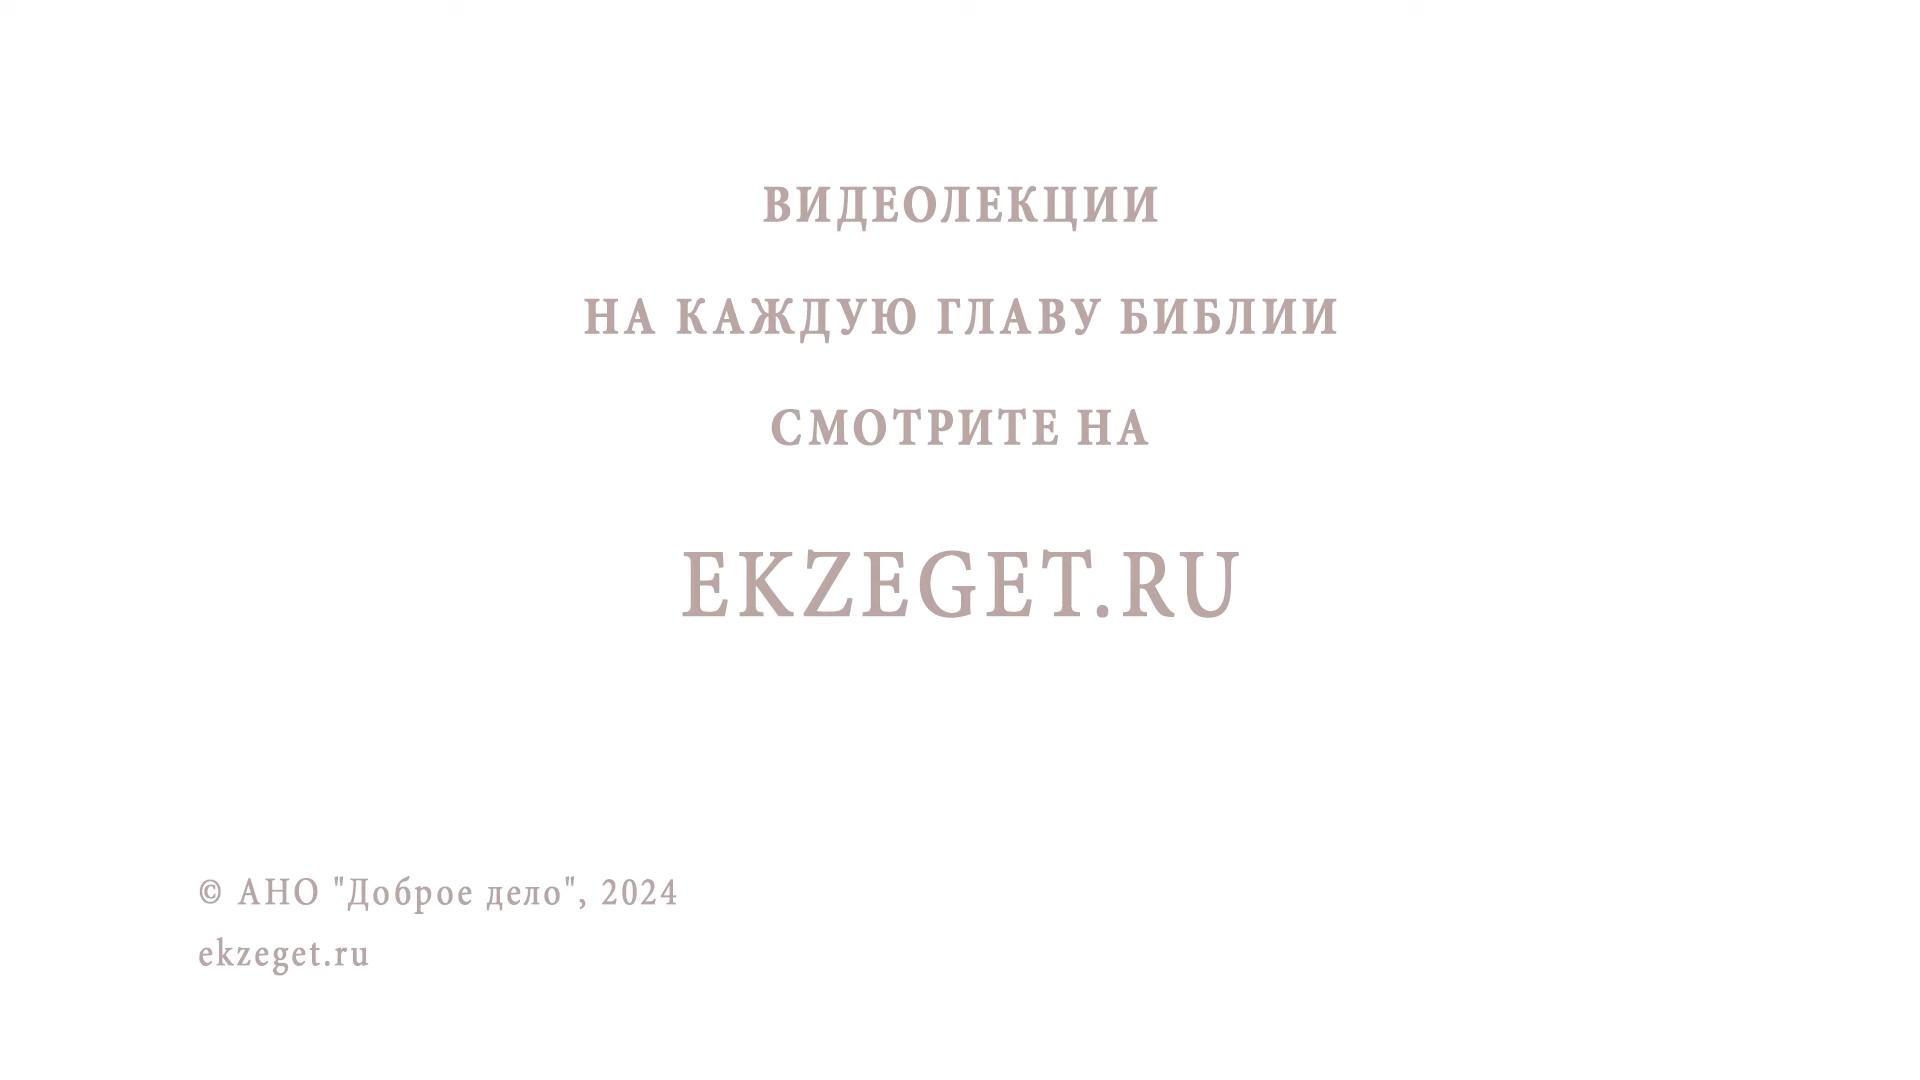 ВИДЕОЛЕКЦИИ
НА КАЖДУЮ ГЛАВУ БИБЛИИ
СМОТРИТЕ НА
EKZEGET.RU
© АНО "Доброе дело", 2024
ekzeget.ru